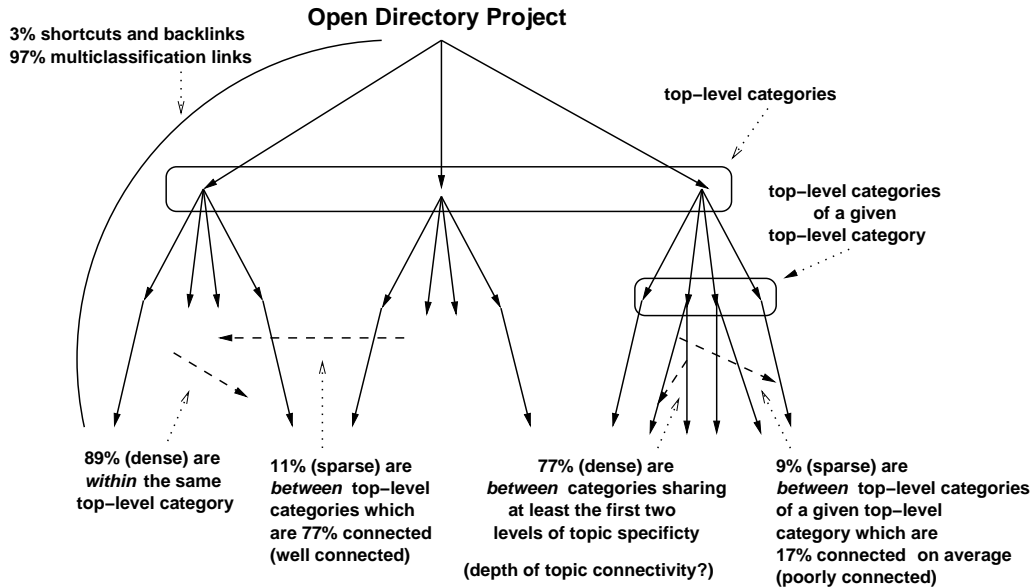 Open Directory Project
3% shortcuts and backlinks
97% multiclassification links
top−level categories
top−level categories
of a given
top−level category
89% (dense) are
within the same
top−level category
11% (sparse) are
between top−level
categories which
are 77% connected
(well connected)
77% (dense) are
between categories sharing
at least the first two
levels of topic specificty
(depth of topic connectivity?)
9% (sparse) are
between top−level categories
of a given top−level
category which are
17% connected on average
(poorly connected)